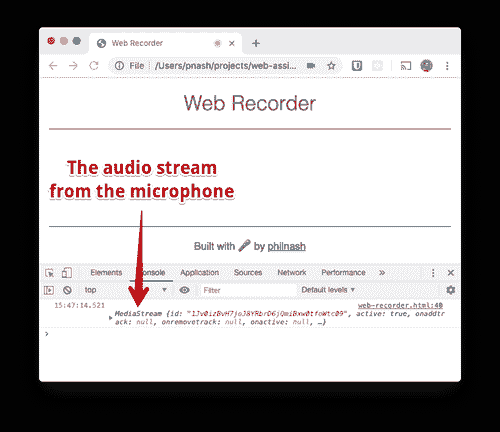 Web Recorder
File /Users/pnash/projects/web-assi...
Web Recorder
The audio stream
from the microphone
Built with by philnash
Elements Console Application Sources Network Performance »
top Filter Default levels
15:47:14.521 web-recorder.html:40
MediaStream {id: active: true, onaddtr
rack: null, onremovetrack: null, onactive: null, …}